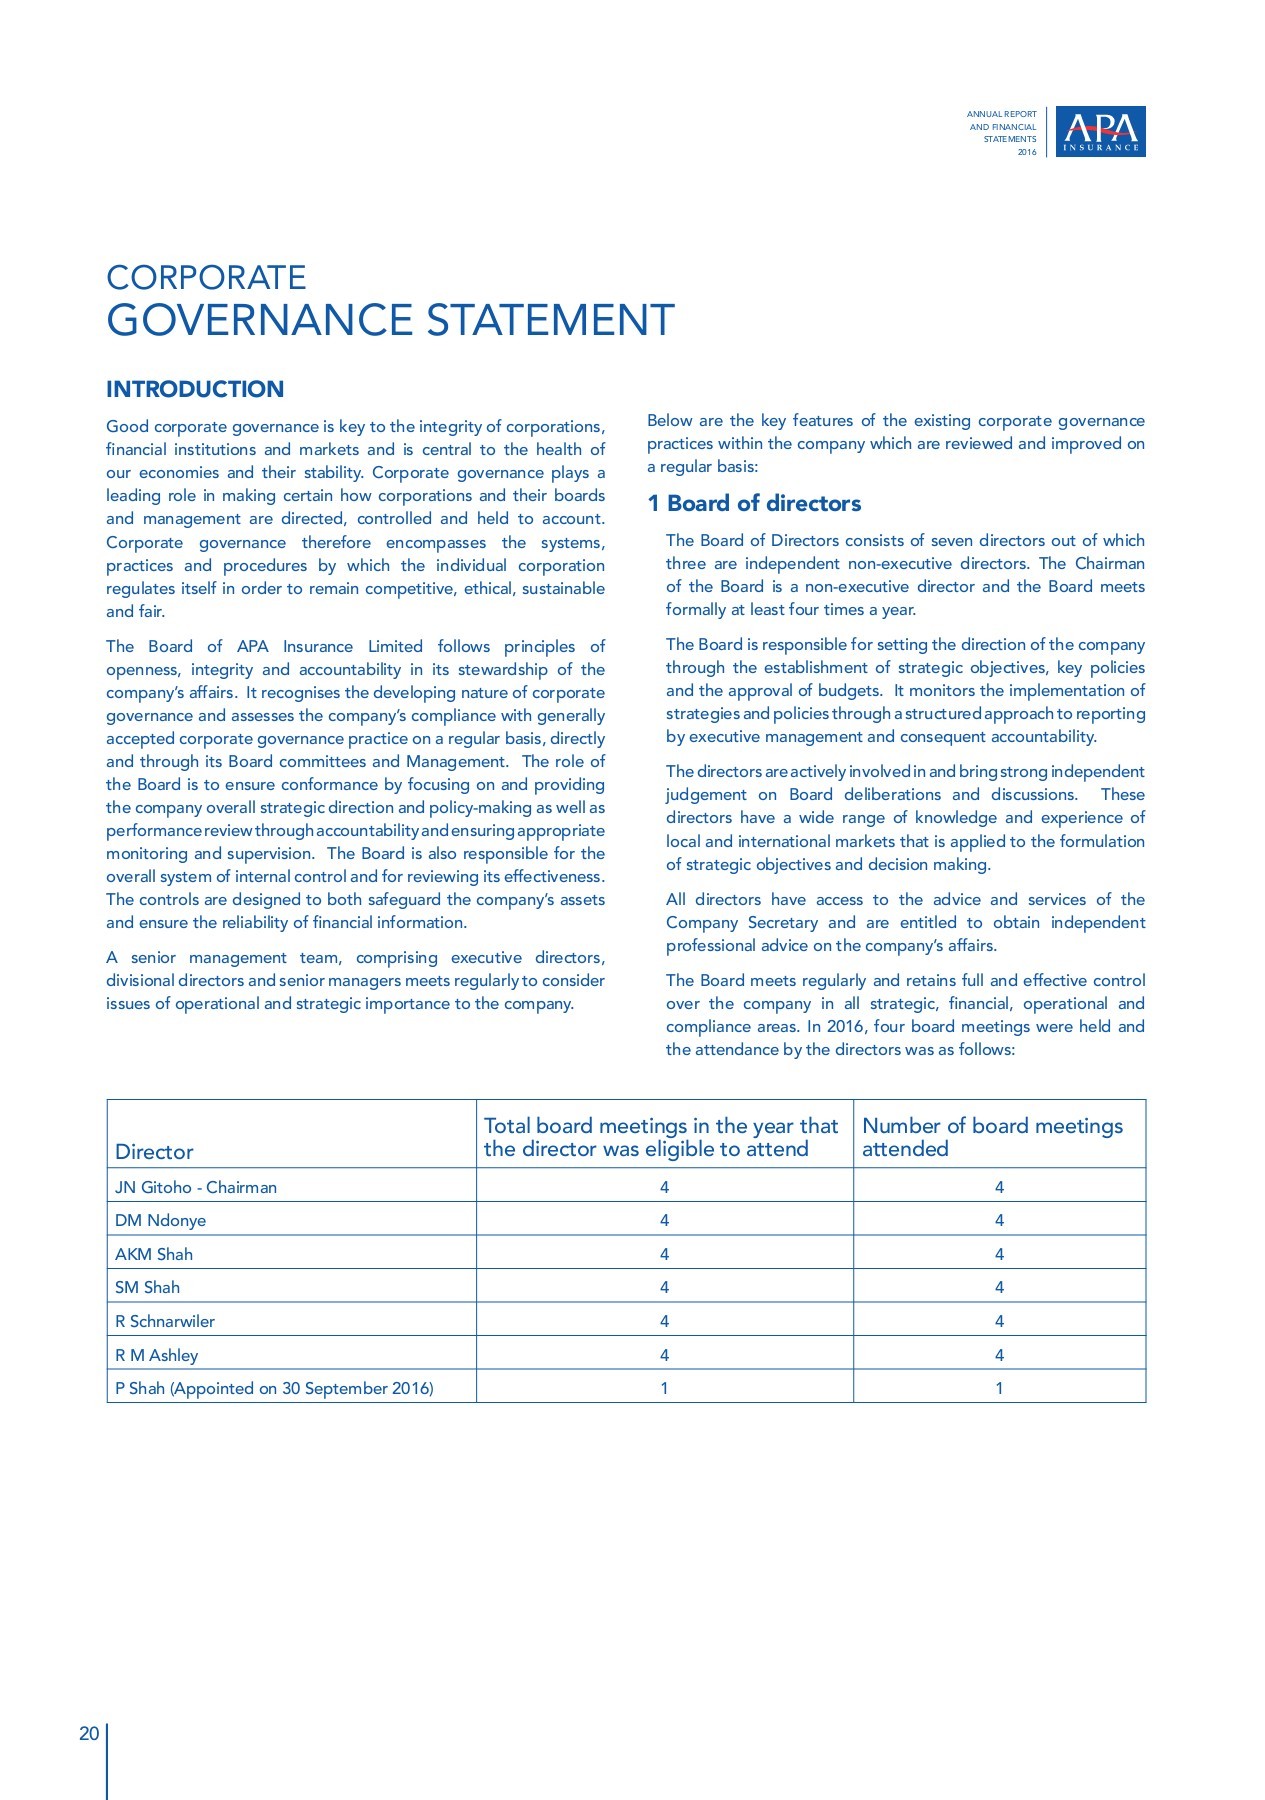 ANNUAL REPORT
AND FINANCIAL
STATEMENTS
2016
APA
INSURANCE
CORPORATE
GOVERNANCE STATEMENT
INTRODUCTION
Good corporate governance is key to the integrity of corporations,
financial institutions and markets and is central to the health of
our economies and their stability. Corporate governance plays a
leading role in making certain how corporations and their boards
and management are directed, controlled and held to account.
Corporate governance therefore encompasses the systems,
practices and procedures by which the individual corporation
regulates itself in order to remain competitive, ethical, sustainable
and fair.
The Board of APA Insurance Limited follows principles of
openness, integrity and accountability in its stewardship of the
company's affairs. It recognises the developing nature of corporate
governance and assesses the company's compliance with generally
accepted corporate governance practice on a regular basis, directly
and through its Board committees and Management. The role of
the Board is to ensure conformance by focusing on and providing
the company overall strategic direction and policy-making as well as
performance review through accountability and ensuring appropriate
monitoring and supervision. The Board is also responsible for the
overall system of internal control and for reviewing its effectiveness.
The controls are designed to both safeguard the company's assets
and ensure the reliability of financial information.
A senior management team, comprising executive directors,
divisional directors and senior managers meets regularly to consider
issues of operational and strategic importance to the company.
Below are the key features of the existing corporate governance
practices within the company which are reviewed and improved on
a regular basis:
1 Board of directors
The Board of Directors consists of seven directors out of which
three are independent non-executive directors. The Chairman
of the Board is a non-executive director and the Board meets
formally at least four times a year.
The Board is responsible for setting the direction of the company
through the establishment of strategic objectives, key policies
and the approval of budgets. It monitors the implementation of
strategies and policies through a structured approach to reporting
by executive management and consequent accountability.
The directors are actively involved in and bring strong independent
judgement on Board deliberations and discussions. These
directors have a wide range of knowledge and experience of
local and international markets that is applied to the formulation
of strategic objectives and decision making.
All directors have access to the advice and services of the
Company Secretary and are entitled to obtain independent
professional advice on the company's affairs.
The Board meets regularly and retains full and effective control
over the company in all strategic, financial, operational and
compliance areas. In 2016, four board meetings were held and
the attendance by the directors was as follows:
Director Total board meetings in the year that the director was eligible to attend Number of board meetings attended
JN Gitoho - Chairman 4 4
DM Ndonye 4 4
AKM Shah 4 4
SM Shah 4 4
R Schnarwiler 4 4
R M Ashley 4 4
P Shah (Appointed on 30 September 2016) 1 1
20